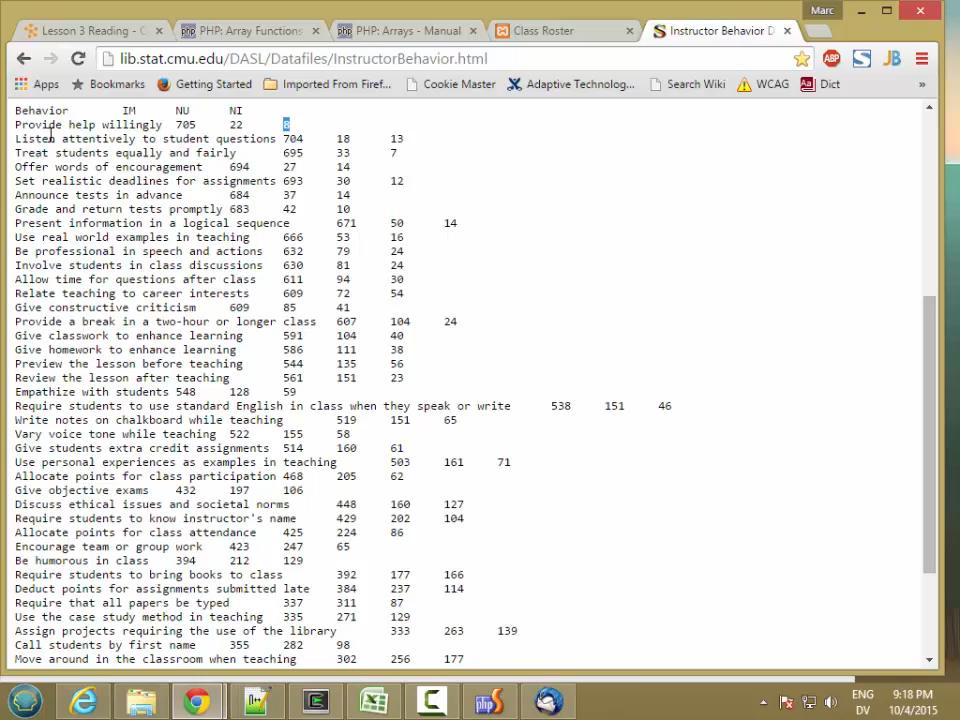 Marc
Lesson 3 Reading - C
PHP: Array Functions
PHP: Arrays - Manual
Class Roster
Instructor Behavior D
lib.stat.cmu.edu/DASL/Datafiles/InstructorBehavior.html
Apps Bookmarks Getting Started Imported From Firef... Cookie Master Adaptive Technolog... Search Wiki WCAG Dict »
Behavior IM NU NI
Provide help willingly 705 22 8
Listen attentively to student questions 704 18 13
Treat students equally and fairly 695 33 7
Offer words of encouragement 694 27 14
Set realistic deadlines for assignments 693 30 12
Announce tests in advance 684 37 14
Grade and return tests promptly 683 42 10
Present information in a logical sequence 671 50 14
Use real world examples in teaching 666 53 16
Be professional in speech and actions 632 79 24
Involve students in class discussions 630 81 24
Allow time for questions after class 611 94 30
Relate teaching to career interests 609 72 54
Give constructive criticism 609 85 41
Provide a break in a two-hour or longer class 607 104 24
Give classwork to enhance learning 591 104 40
Give homework to enhance learning 586 111 38
Preview the lesson before teaching 544 135 56
Review the lesson after teaching 561 151 23
Empathize with students 548 128 59
Require students to use standard English in class when they speak or write 538 151 46
Write notes on chalkboard while teaching 519 151 65
Vary voice tone while teaching 522 155 58
Give students extra credit assignments 514 160 61
Use personal experiences as examples in teaching 503 161 71
Allocate points for class participation 468 205 62
Give objective exams 432 197 106
Discuss ethical issues and societal norms 448 160 127
Require students to know instructor's name 429 202 104
Allocate points for class attendance 425 224 86
Encourage team or group work 423 247 65
Be humorous in class 394 212 129
Require students to bring books to class 392 177 166
Deduct points for assignments submitted late 384 237 114
Require that all papers be typed 337 311 87
Use the case study method in teaching 335 271 129
Assign projects requiring the use of the library 333 263 139
Call students by first name 355 282 98
Move around in the classroom when teaching 302 256 177
ENG 9:18 PM
DV 10/4/2015